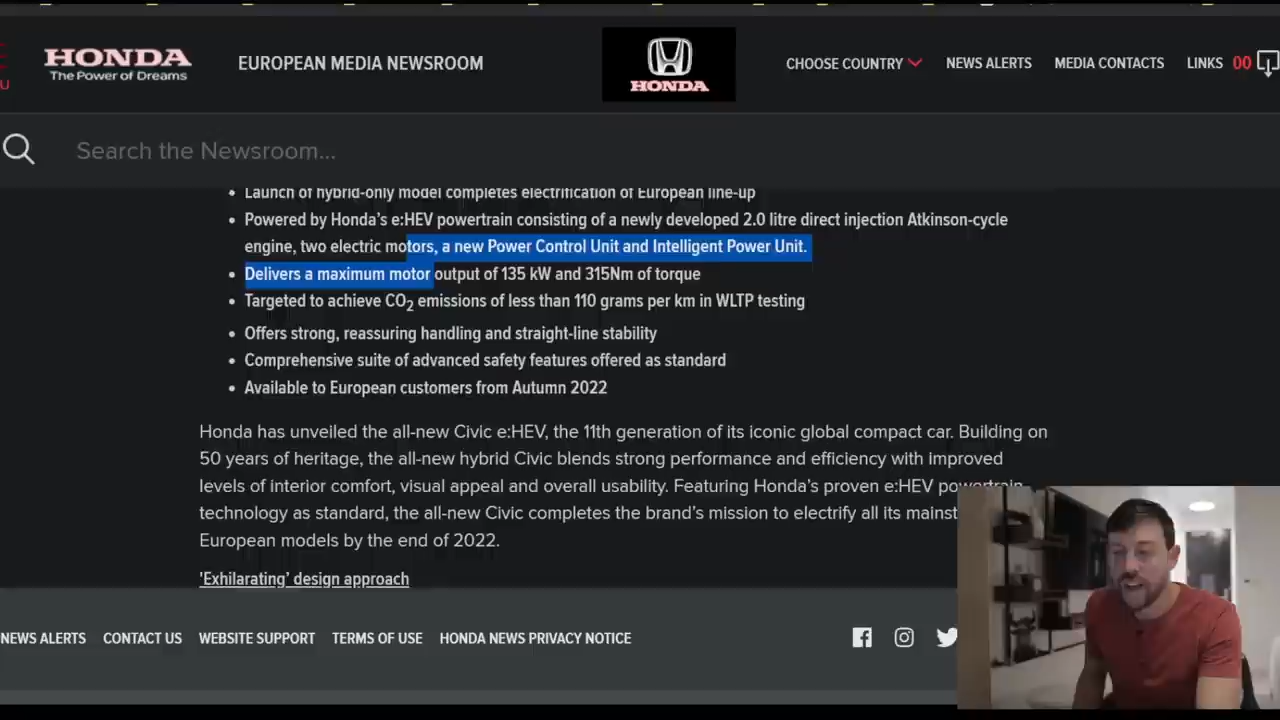 HONDA
The Power of Dreams
U
EUROPEAN MEDIA NEWSROOM
HONDA
CHOOSE COUNTRY
NEWS ALERTS
MEDIA CONTACTS
LINKS
00
Search the Newsroom...
• Launch of hybrid-only model completes electrification of European line-up
• Powered by Honda's e:HEV powertrain consisting of a newly developed 2.0 litre direct injection Atkinson-cycle
engine, two electric motors, a new Power Control Unit and Intelligent Power Unit.
• Delivers a maximum motor output of 135 kW and 315Nm of torque
• Targeted to achieve CO2 emissions of less than 110 grams per km in WLTP testing
• Offers strong, reassuring handling and straight-line stability
• Comprehensive suite of advanced safety features offered as standard
• Available to European customers from Autumn 2022
Honda has unveiled the all-new Civic e:HEV, the 11th generation of its iconic global compact car. Building on
50 years of heritage, the all-new hybrid Civic blends strong performance and efficiency with improved
levels of interior comfort, visual appeal and overall usability. Featuring Honda's proven e:HEV powertrain
technology as standard, the all-new Civic completes the brand's mission to electrify all its mainst
European models by the end of 2022.
'Exhilarating' design approach
NEWS ALERTS
CONTACT US
WEBSITE SUPPORT
TERMS OF USE
HONDA NEWS PRIVACY NOTICE